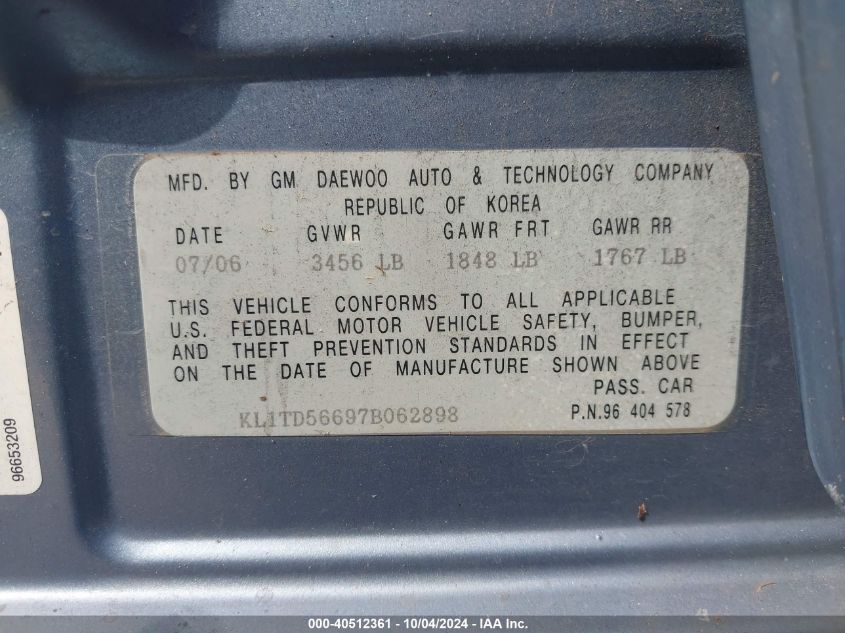 MFD. BY GM DAEWOO AUTO & TECHNOLOGY COMPANY
REPUBLIC OF KOREA
DATE GVWR GAWR FRT GAWR RR
07/06 3456 LB 1848 LB 1767 LB
THIS VEHICLE CONFORMS TO ALL APPLICABLE
U.S. FEDERAL MOTOR VEHICLE SAFETY, BUMPER,
AND THEFT PREVENTION STANDARDS IN EFFECT
ON THE DATE OF MANUFACTURE SHOWN ABOVE
PASS. CAR
KL1TD56697B062898 P.N.96 404 578
96653209
000-40512361 - 10/04/2024 - IAA Inc.